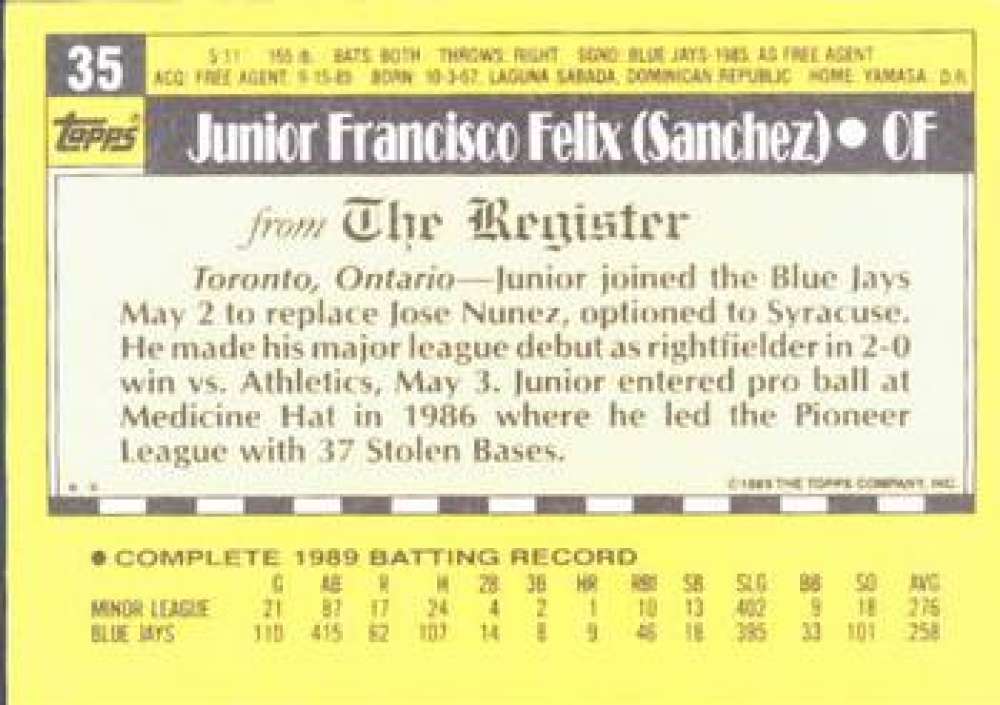 35
5'11" 165 lb. BATS: BOTH THROWS: RIGHT SGND: BLUE JAYS-1985, AS FREE AGENT
ACQ: FREE AGENT, BORN: LAGUNA SABADA, DOMINICAN REPUBLIC HOME: YAMASA, D.R.
TOPPS
Junior Francisco Felix (Sanchez) • OF
from The Register
Toronto, Ontario—Junior joined the Blue Jays
May 2 to replace Jose Nunez, optioned to Syracuse.
He made his major league debut as rightfielder in 2-0
win vs. Athletics, May 3. Junior entered pro ball at
Medicine Hat in 1986 where he led the Pioneer
League with 37 Stolen Bases.
* *
©1989 THE TOPPS COMPANY, INC.
• COMPLETE 1989 BATTING RECORD
G AB R H 2B 3B HR RBI SB SLG BB SO AVG
MINOR LEAGUE 21 87 17 24 4 2 1 10 13 .402 9 18 .276
BLUE JAYS 110 415 62 107 14 8 9 46 18 .395 33 101 .258